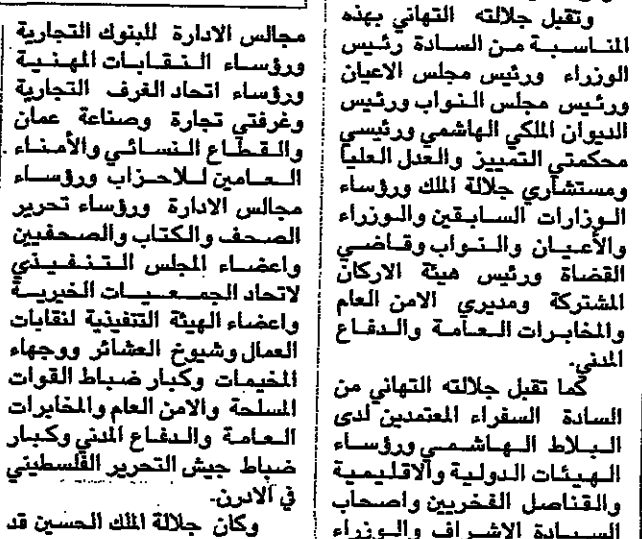 وتقبل جلالته التهاني بهذه
المناسبة من السادة رئيس
الوزراء ورئيس مجلس الاعيان
ورئيس مجلس النواب ورئيس
الديوان الملكي الهاشمي ورئيسي
محكمتي التمييز والعدل العليا
ومستشاري جلالة الملك ورؤساء
الوزارات السابقين والوزراء
والأعيان والنواب وقاضي
القضاة ورئيس هيئة الاركان
المشتركة ومديري الامن العام
والمخابرات العامة والدفاع
المدني.
كما تقبل جلالته التهاني من
السادة السفراء المعتمدين لدى
البلاط الهاشمي ورؤساء
الهيئات الدولية والاقليمية
والقناصل الفخريين واصحاب
السيادة الاشراف والوزراء
مجالس الادارة للبنوك التجارية
ورؤساء النقابات المهنية
ورؤساء اتحاد الغرف التجارية
وغرفتي تجارة وصناعة عمان
والقطاع النسائي والأمناء
العامين للاحزاب ورؤساء
مجالس الادارة ورؤساء تحرير
الصحف والكتاب والصحفيين
واعضاء المجلس التنفيذي
لاتحاد الجمعيات الخيرية
واعضاء الهيئة التتفيذية لنقابات
العمال وشيوخ العشائر ووجهاء
المخيمات وكبار ضباط القوات
المسلحة والامن العام والمخابرات
العامة والدفاع المدني وكبار
ضباط جيش التحرير الفلسطيني
في الادرن.
وكان جلالة الملك الحسين قد